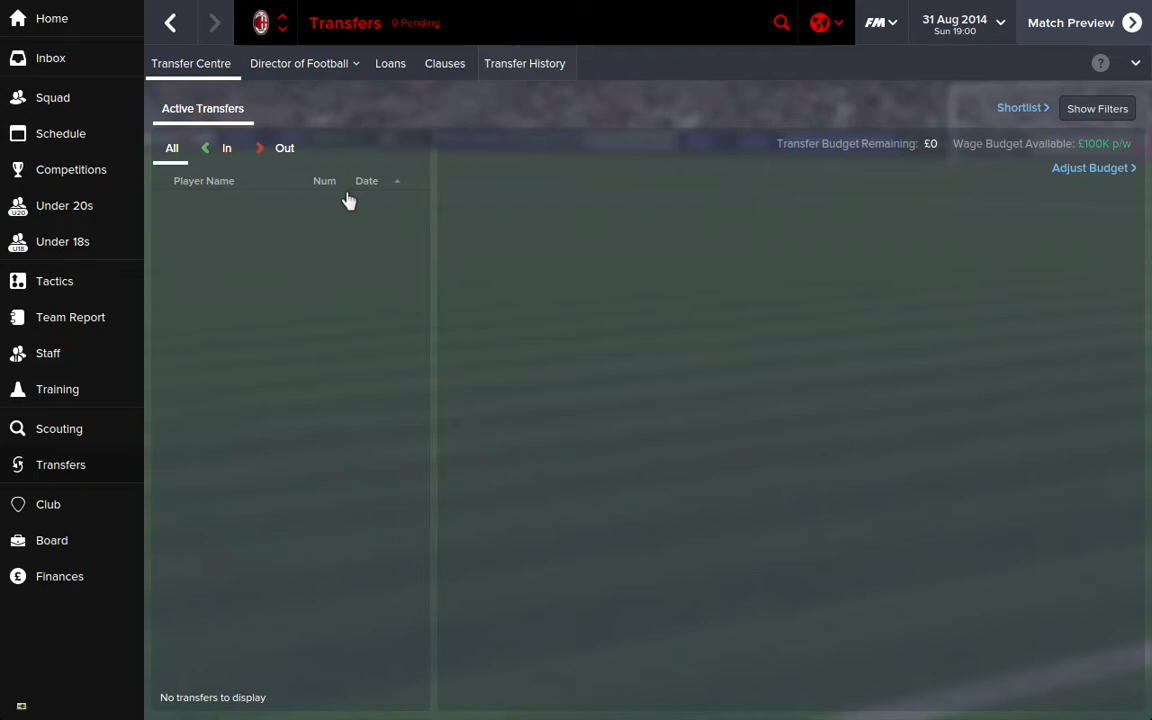 Home
Inbox
Squad
Schedule
Competitions
U20 Under 20s
U18 Under 18s
Tactics
Team Report
Staff
Training
Scouting
Transfers
Club
Board
£ Finances
Transfers 0 Pending
FM
31 Aug 2014
Sun 19:00
Match Preview
Transfer Centre Director of Football Loans Clauses Transfer History ?
Active Transfers Shortlist Show Filters
All In Out
Transfer Budget Remaining: £0 Wage Budget Available: £100K p/w
Adjust Budget
Player Name Num Date
No transfers to display